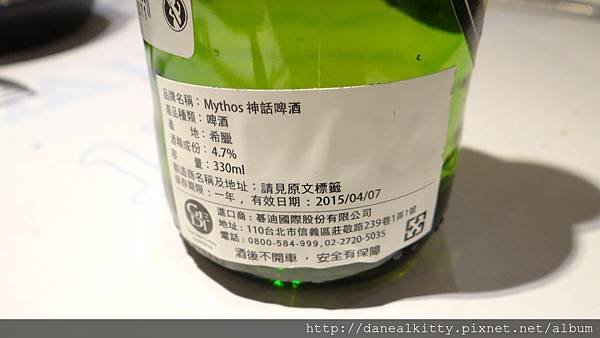 品牌名稱：Mythos 神話啤酒
產品種類：啤酒
產　　地：希臘
酒精成份：4.7%
容　　量：330ml
製造商名稱及地址：請見原文標籤
保存期限：一年，有效日期：2015/04/07
進口商：碁迪國際股份有限公司
地址：110台北市信義區莊敬路239巷1弄1號
電話：0800-584-999, 02-2720-5035
酒後不開車，安全有保障
http://danealkitty.pixnet.net/album